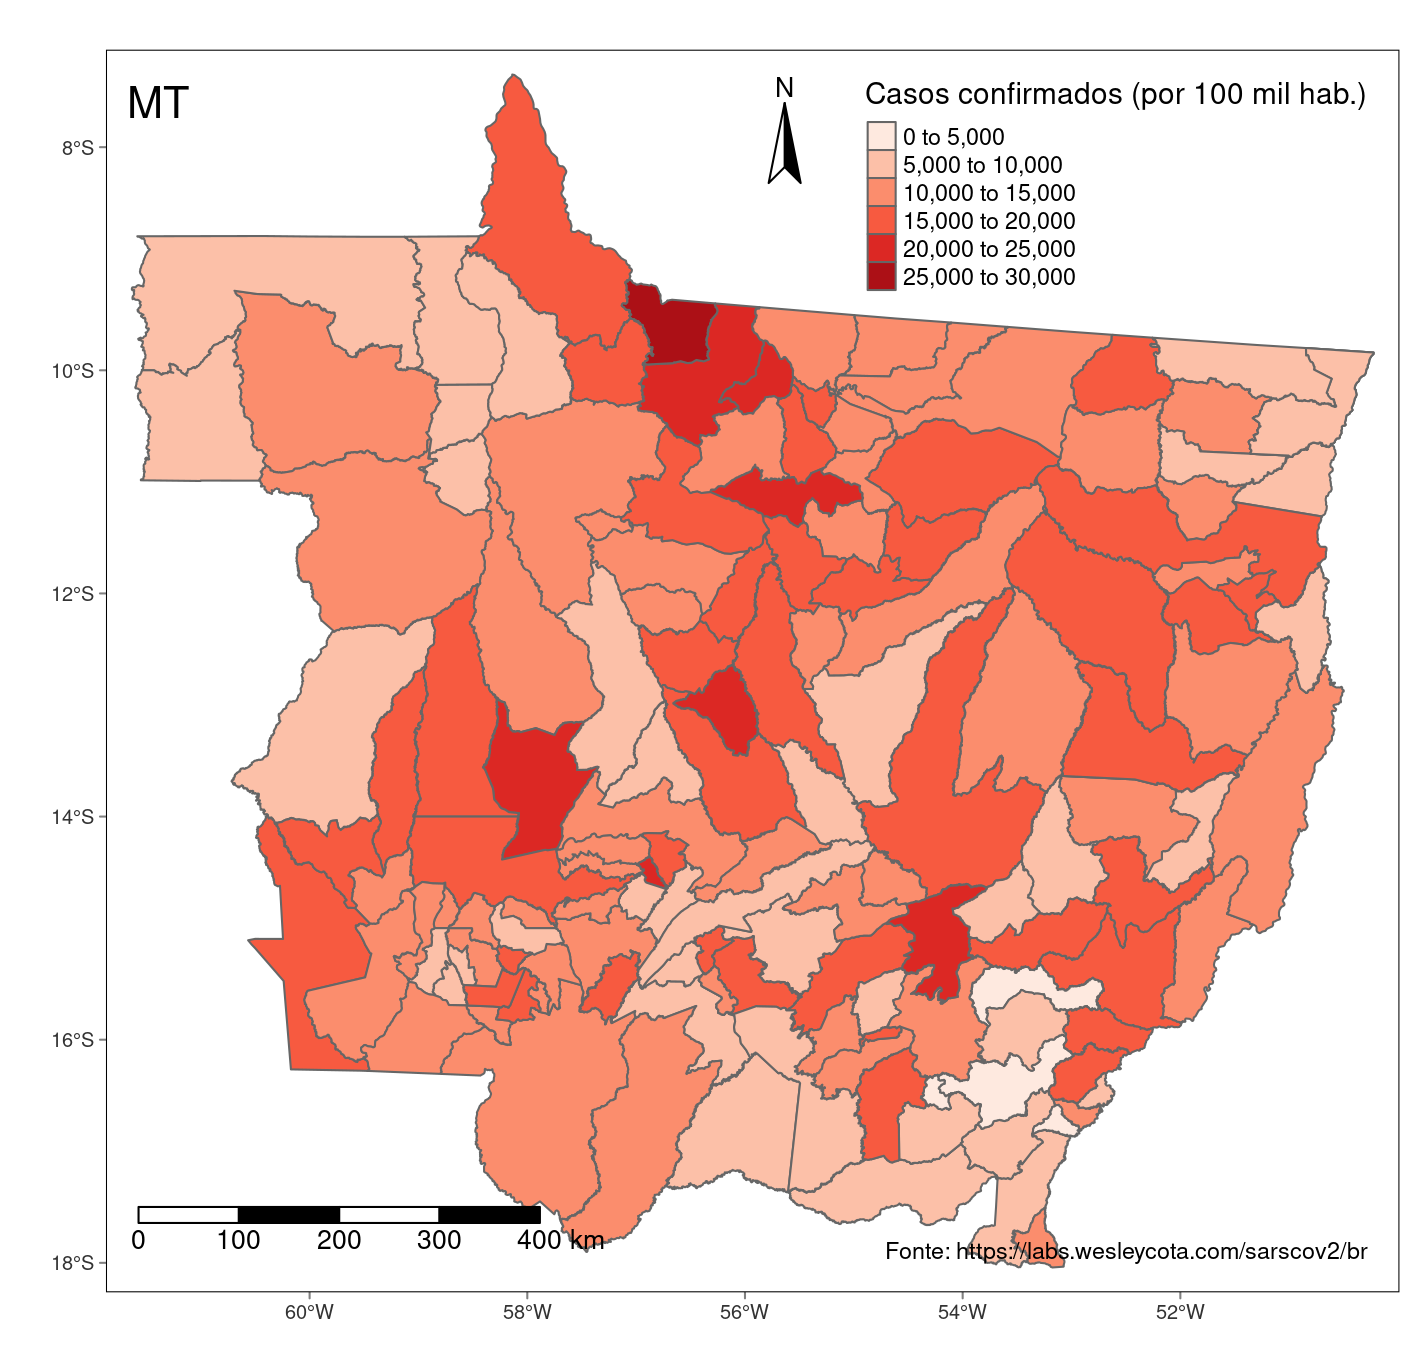 MT
N
Casos confirmados (por 100 mil hab.)
0 to 5,000
5,000 to 10,000
10,000 to 15,000
15,000 to 20,000
20,000 to 25,000
25,000 to 30,000
8°S
10°S
12°S
14°S
16°S
18°S
0 100 200 300 400 km
Fonte: https://labs.wesleycota.com/sarscov2/br
60°W 58°W 56°W 54°W 52°W